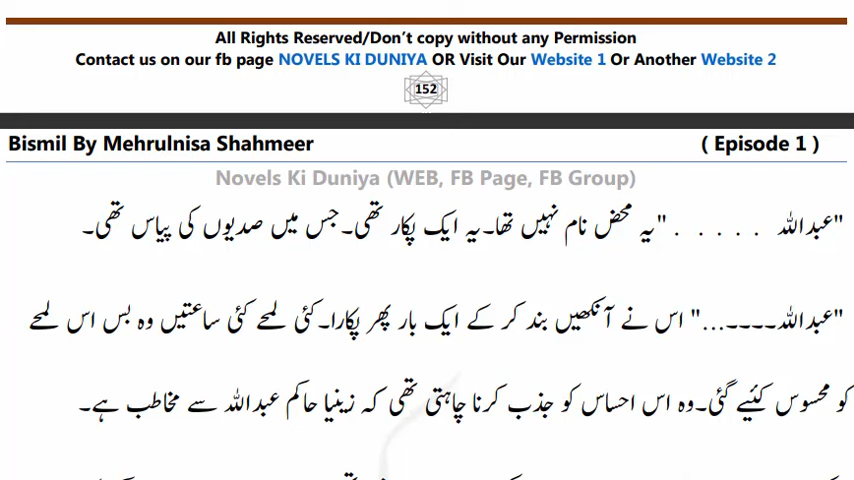 All Rights Reserved/Don't copy without any Permission
Contact us on our fb page NOVELS KI DUNIYA OR Visit Our Website 1 Or Another Website 2
152
Bismil By Mehrulnisa Shahmeer ( Episode 1 )
Novels Ki Duniya (WEB, FB Page, FB Group)
"عبداللہ . . . . . "یہ محض نام نہیں تھا۔یہ ایک پکار تھی۔جس میں صدیوں کی پیاس تھی۔
"عبداللہ۔۔۔۔..." اس نے آنکھیں بند کر کے ایک بار پھر پکارا۔کئی لمحے کئی ساعتیں وہ بس اس لمحے
کو محسوس کئیے گئی۔وہ اس احساس کو جذب کرنا چاہتی تھی کہ زینیا حاکم عبداللہ سے مخاطب ہے۔